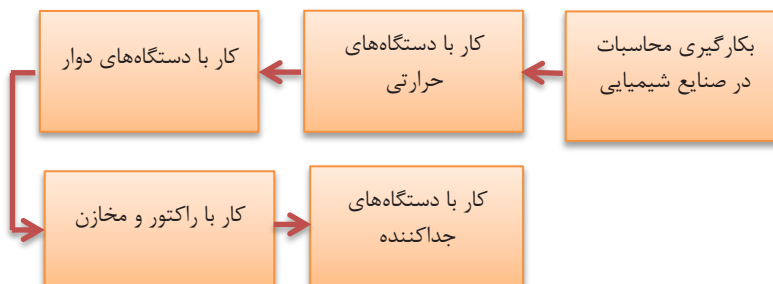 بکارگیری محاسبات
در صنایع شیمیایی
کار با دستگاه‌های
حرارتی
کار با دستگاه‌های دوار
کار با راکتور و مخازن
کار با دستگاه‌های
جداکننده